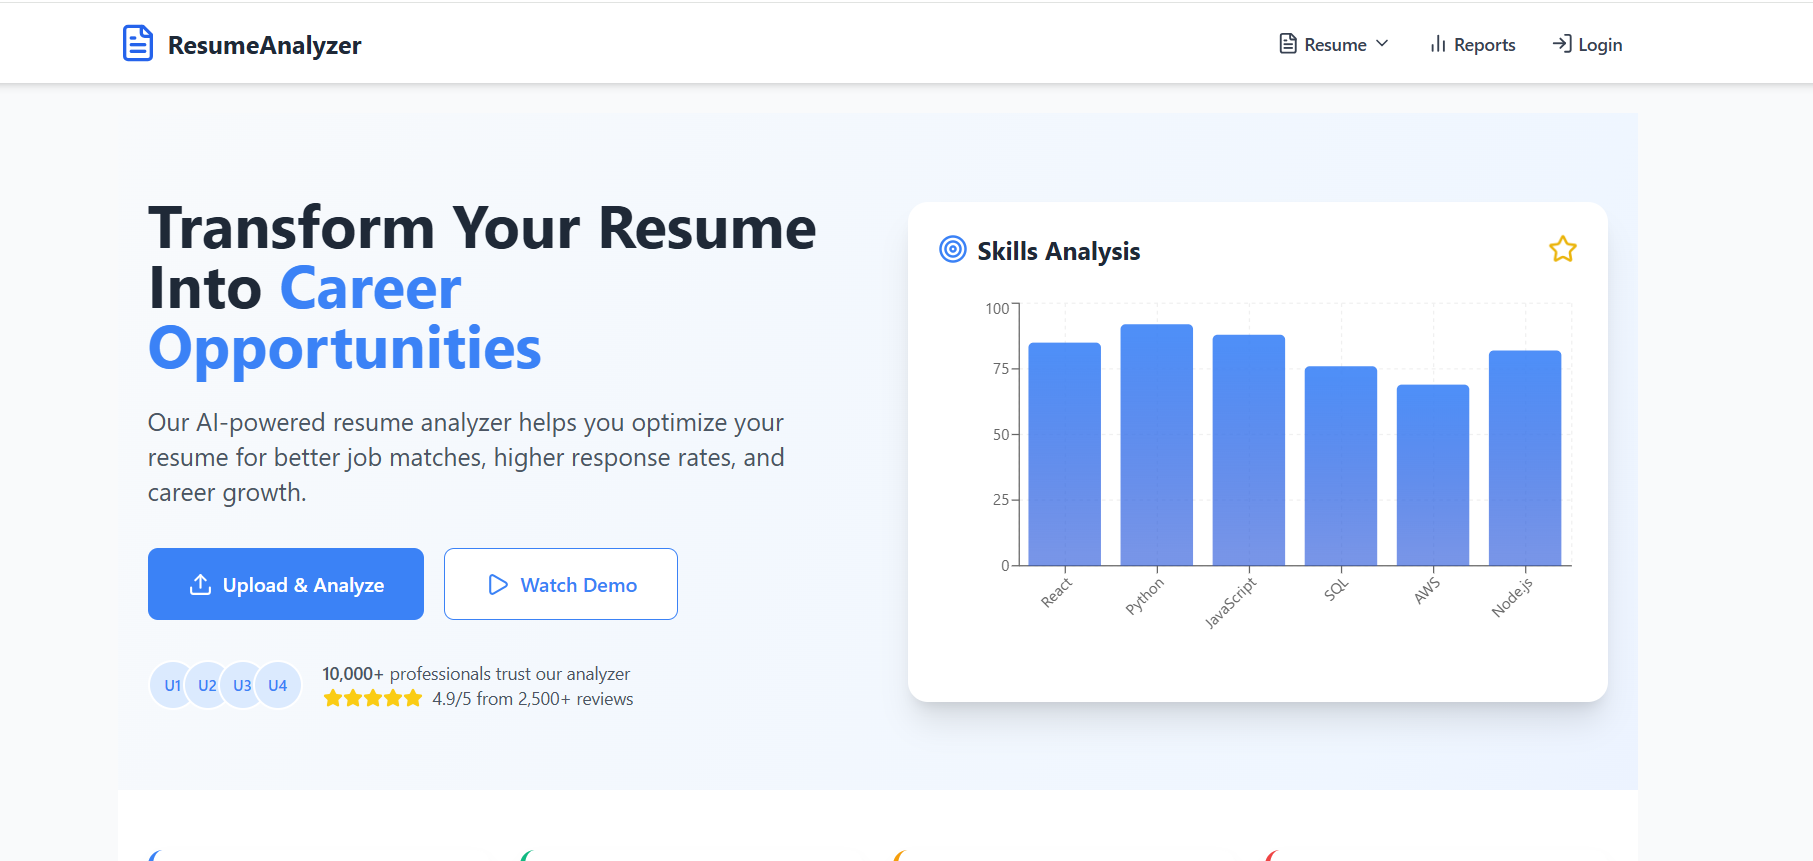 ResumeAnalyzer
Resume
Reports
Login
Transform Your Resume
Into Career
Opportunities
Our AI-powered resume analyzer helps you optimize your
resume for better job matches, higher response rates, and
career growth.
Upload & Analyze
Watch Demo
U1 U2 U3 U4
10,000+ professionals trust our analyzer
4.9/5 from 2,500+ reviews
Skills Analysis
100
75
50
25
0
React
Python
JavaScript
SQL
AWS
Node.js